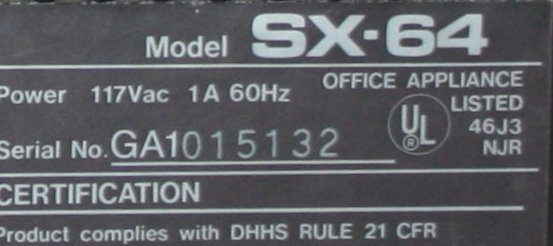 Model SX-64
Power 117Vac 1A 60Hz
OFFICE APPLIANCE
LISTED
UL
®
46J3
NJR
Serial No. GA1015132
CERTIFICATION
Product complies with DHHS RULE 21 CFR